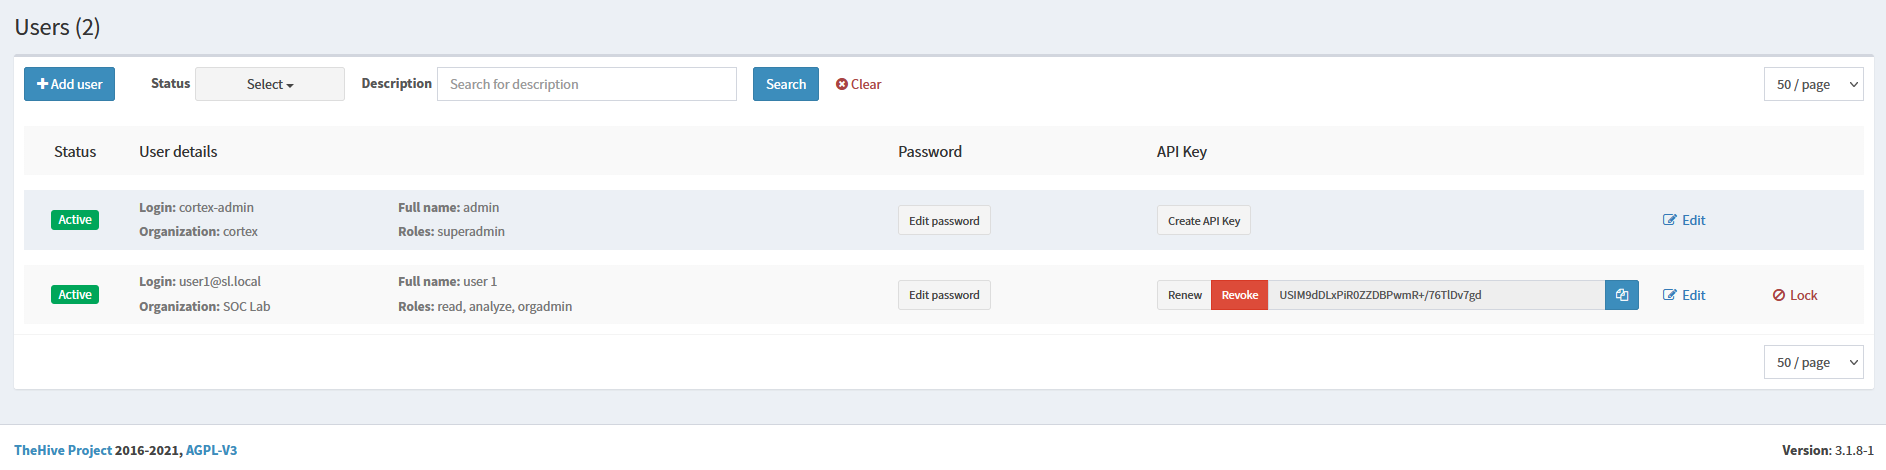 Users (2)
Add user Status Select Description Search for description Search Clear 50 / page
Status User details Password API Key
Active Login: cortex-admin Full name: admin Edit password Create API Key Edit
Organization: cortex Roles: superadmin
Active Login: user1@sl.local Full name: user 1 Edit password Renew Revoke USIM9dDLxPiR0ZZDBPwmR+/76TlDv7gd Edit Lock
Organization: SOC Lab Roles: read, analyze, orgadmin
50 / page
TheHive Project 2016-2021, AGPL-V3 Version: 3.1.8-1